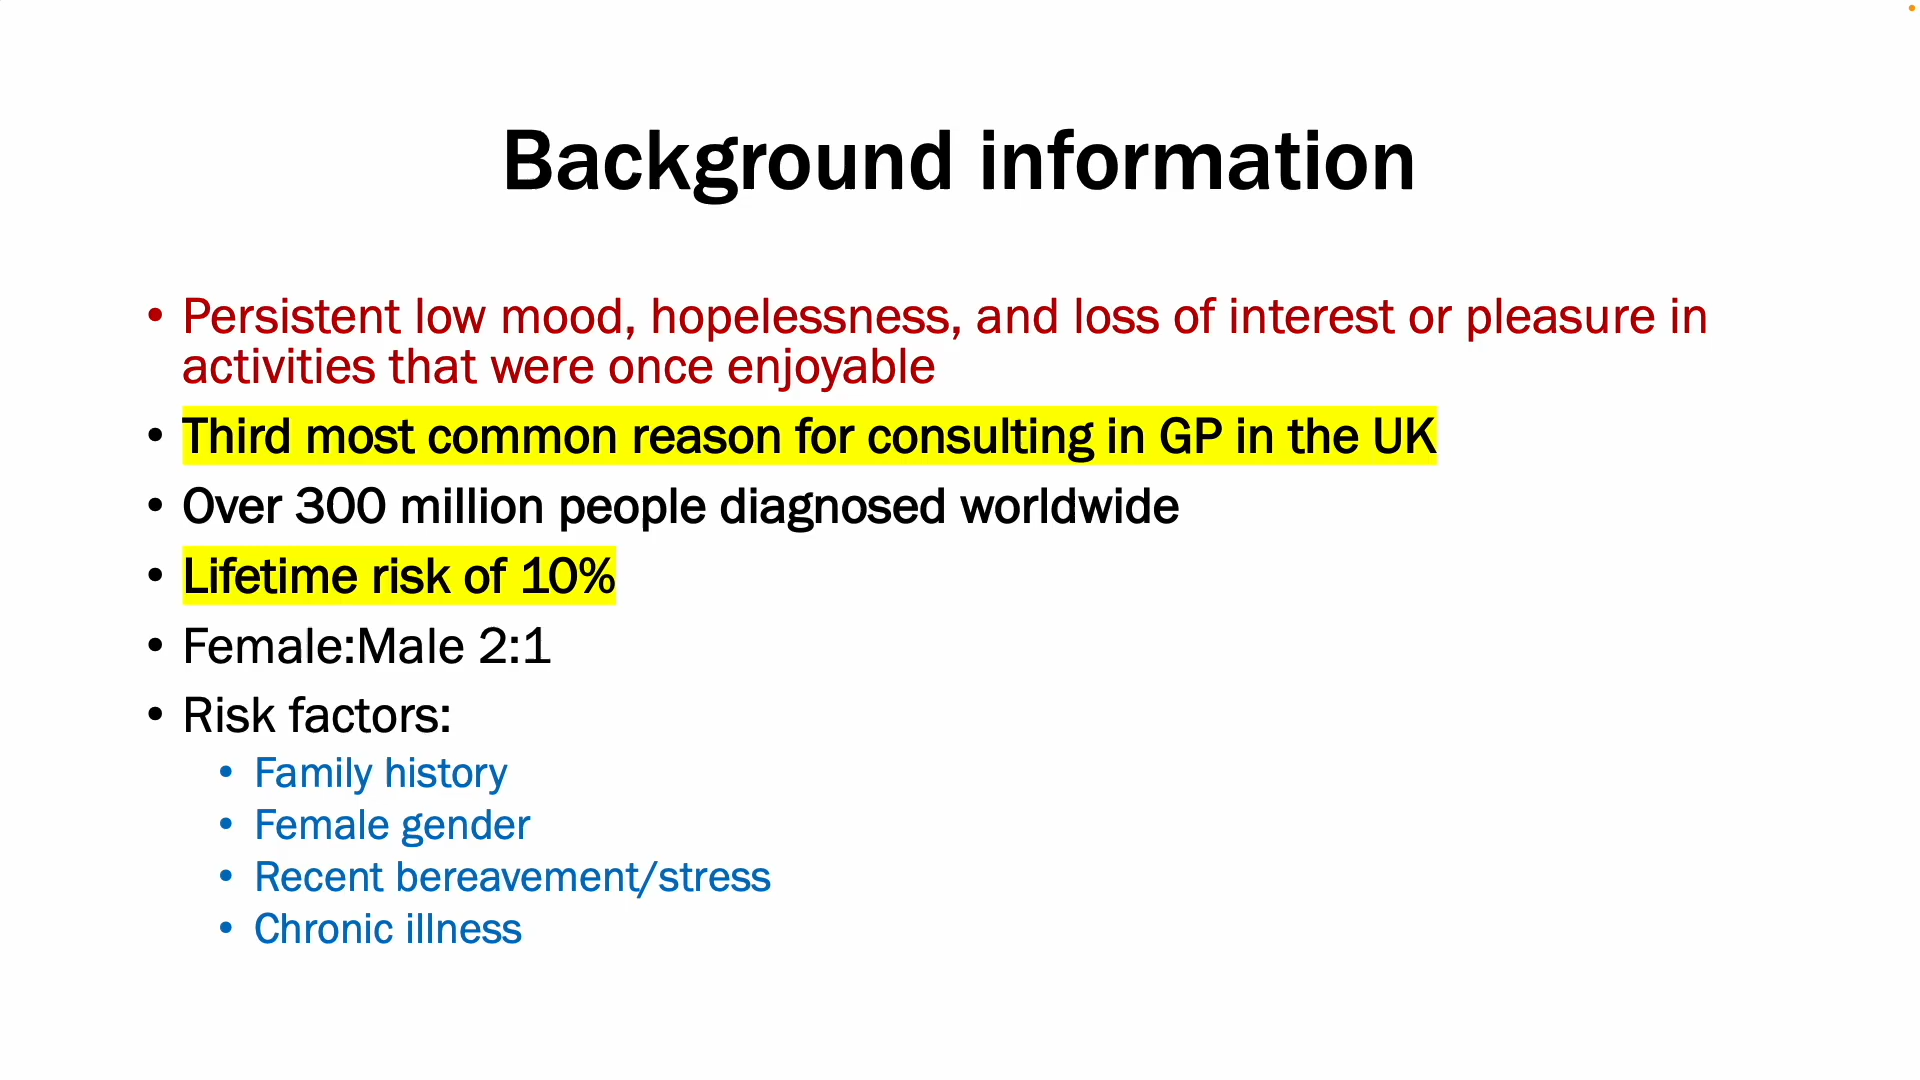 Background information
• Persistent low mood, hopelessness, and loss of interest or pleasure in
activities that were once enjoyable
• Third most common reason for consulting in GP in the UK
• Over 300 million people diagnosed worldwide
• Lifetime risk of 10%
• Female:Male 2:1
• Risk factors:
• Family history
• Female gender
• Recent bereavement/stress
• Chronic illness